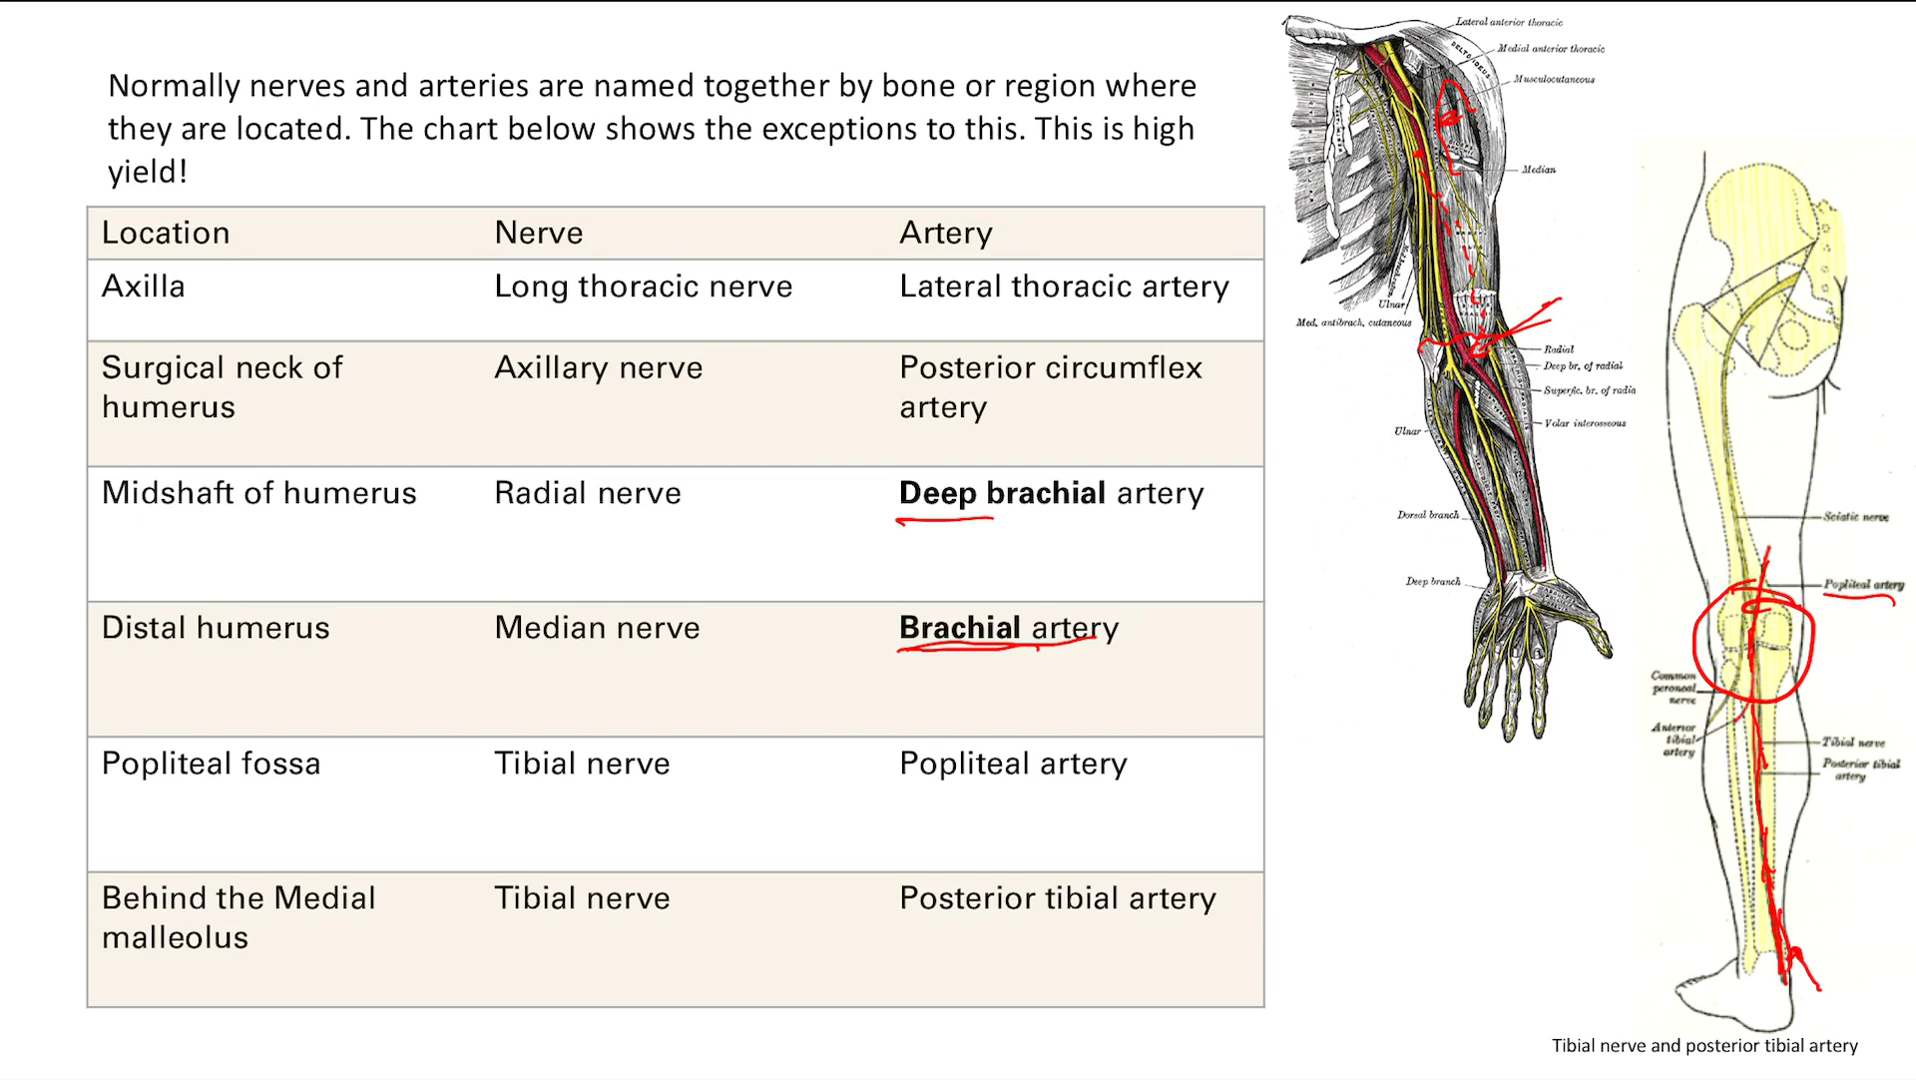 Normally nerves and arteries are named together by bone or region where
they are located. The chart below shows the exceptions to this. This is high
yield!
Location Nerve Artery
Axilla Long thoracic nerve Lateral thoracic artery
Surgical neck of Axillary nerve Posterior circumflex
humerus artery
Midshaft of humerus Radial nerve Deep brachial artery
Distal humerus Median nerve Brachial artery
Popliteal fossa Tibial nerve Popliteal artery
Behind the Medial Tibial nerve Posterior tibial artery
malleolus
Lateral anterior thoracic
Medial anterior thoracic
DELTOIDEUS
Musculocutaneous
Median
Ulnar
Med. antibrach. cutaneous
Radial
Deep br. of radial
Superfic. br. of radia
Volar interosseous
Ulnar
Dorsal branch
Deep branch
Sciatic nerve
Popliteal artery
Common
peroneal
nerve
Anterior
tibial
artery
Tibial nerve
Posterior tibial
artery
Tibial nerve and posterior tibial artery